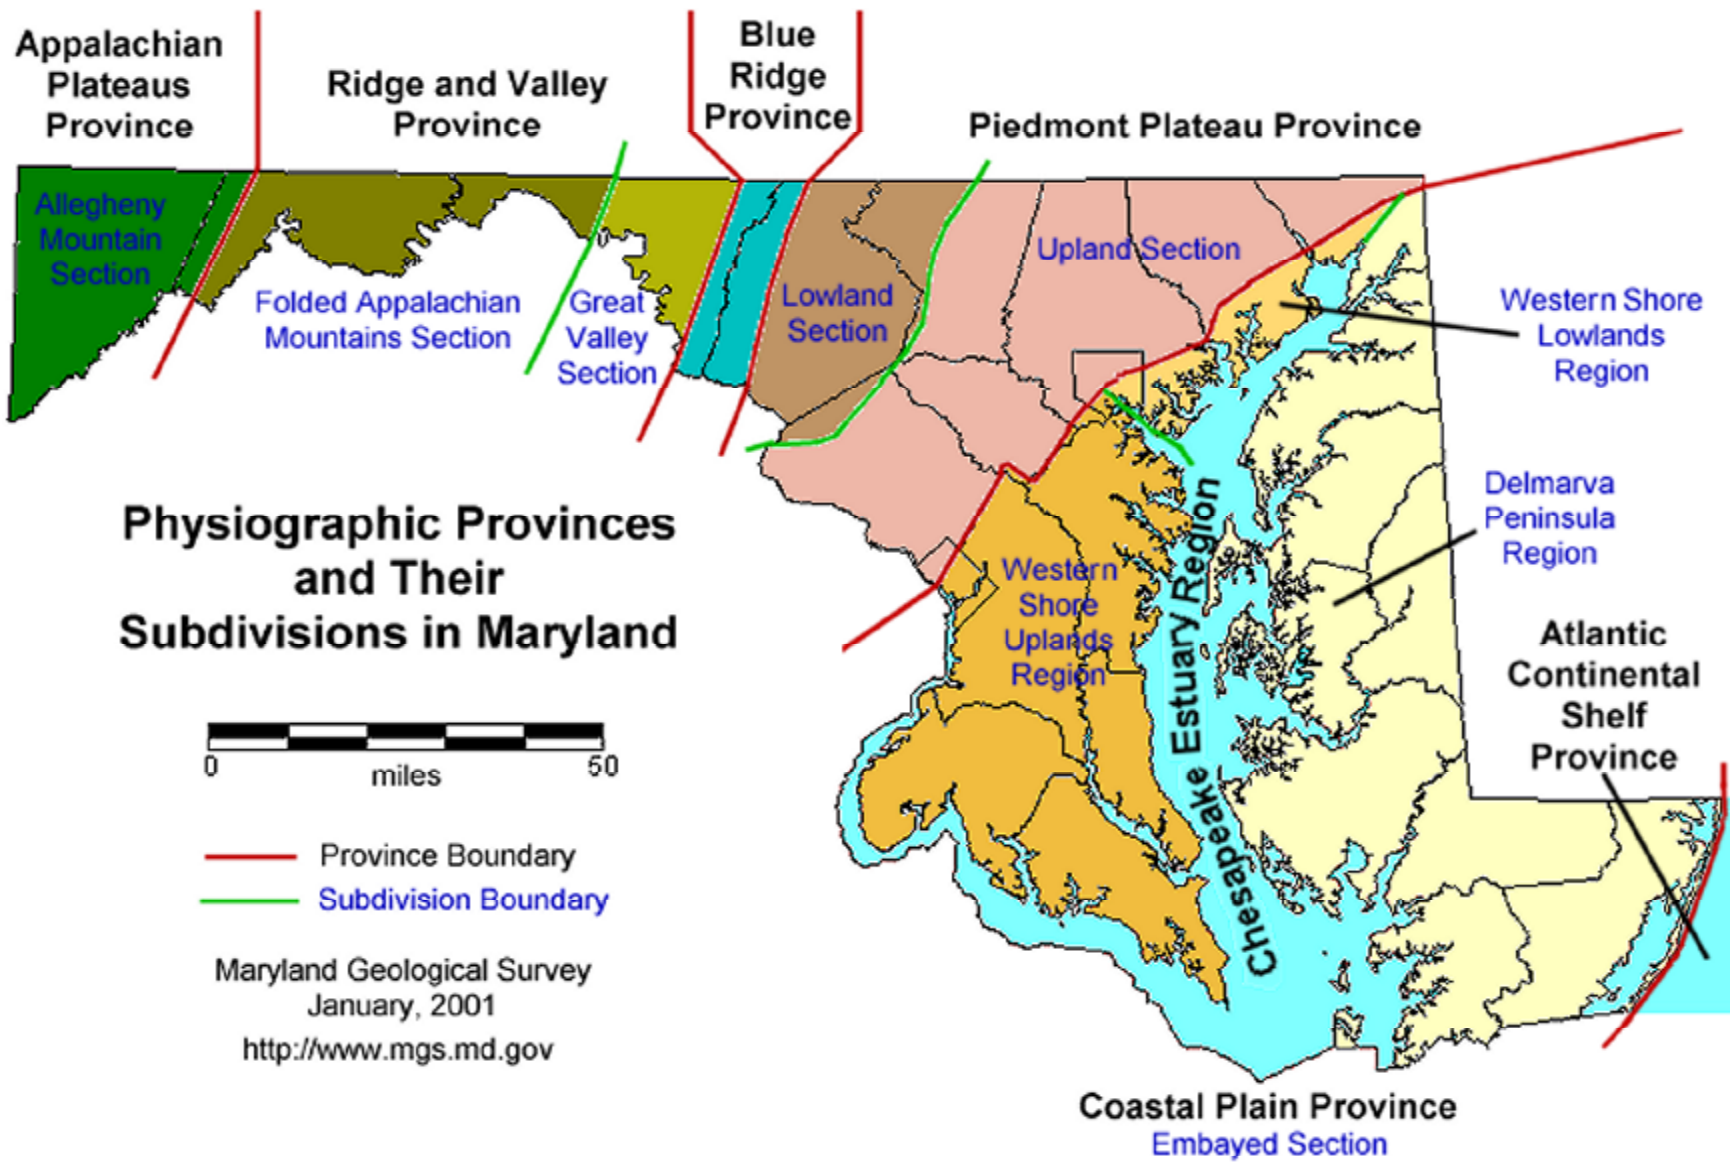 Appalachian
Plateaus
Province
Ridge and Valley
Province
Blue
Ridge
Province
Piedmont Plateau Province
Allegheny
Mountain
Section
Folded Appalachian
Mountains Section
Great
Valley
Section
Lowland
Section
Upland Section
Western Shore
Lowlands
Region
Delmarva
Peninsula
Region
Western
Shore
Uplands
Region
Chesapeake Estuary Region
Atlantic
Continental
Shelf
Province
Physiographic Provinces
and Their
Subdivisions in Maryland
0 50
miles
Province Boundary
Subdivision Boundary
Maryland Geological Survey
January, 2001
http://www.mgs.md.gov
Coastal Plain Province
Embayed Section